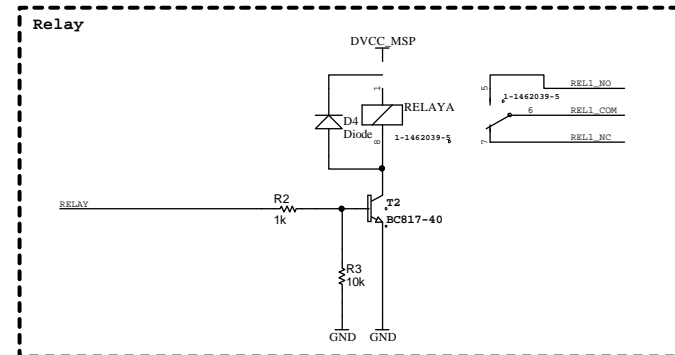 Relay
DVCC_MSP
1
RELAYA
D4
Diode
8
1-1462039-5
5
REL1_NO
1-1462039-5
6
REL1_COM
7
REL1_NC
RELAY
R2
1k
T2
BC817-40
R3
10k
GND
GND